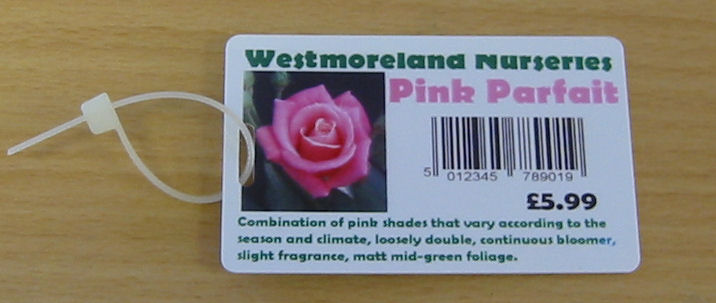 Westmoreland Nurseries
Pink Parfait
5 012345 789019
£5.99
Combination of pink shades that vary according to the
season and climate, loosely double, continuous bloomer,
slight fragrance, matt mid-green foliage.